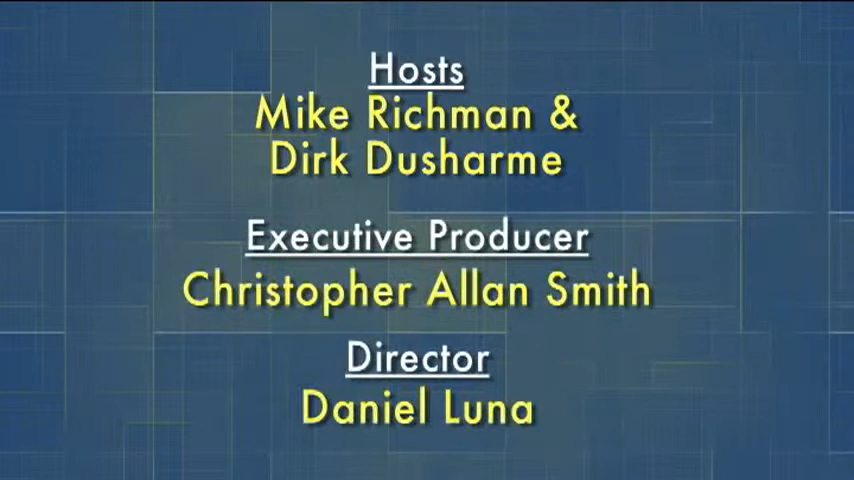 Hosts
Mike Richman &
Dirk Dusharme
Executive Producer
Christopher Allan Smith
Director
Daniel Luna